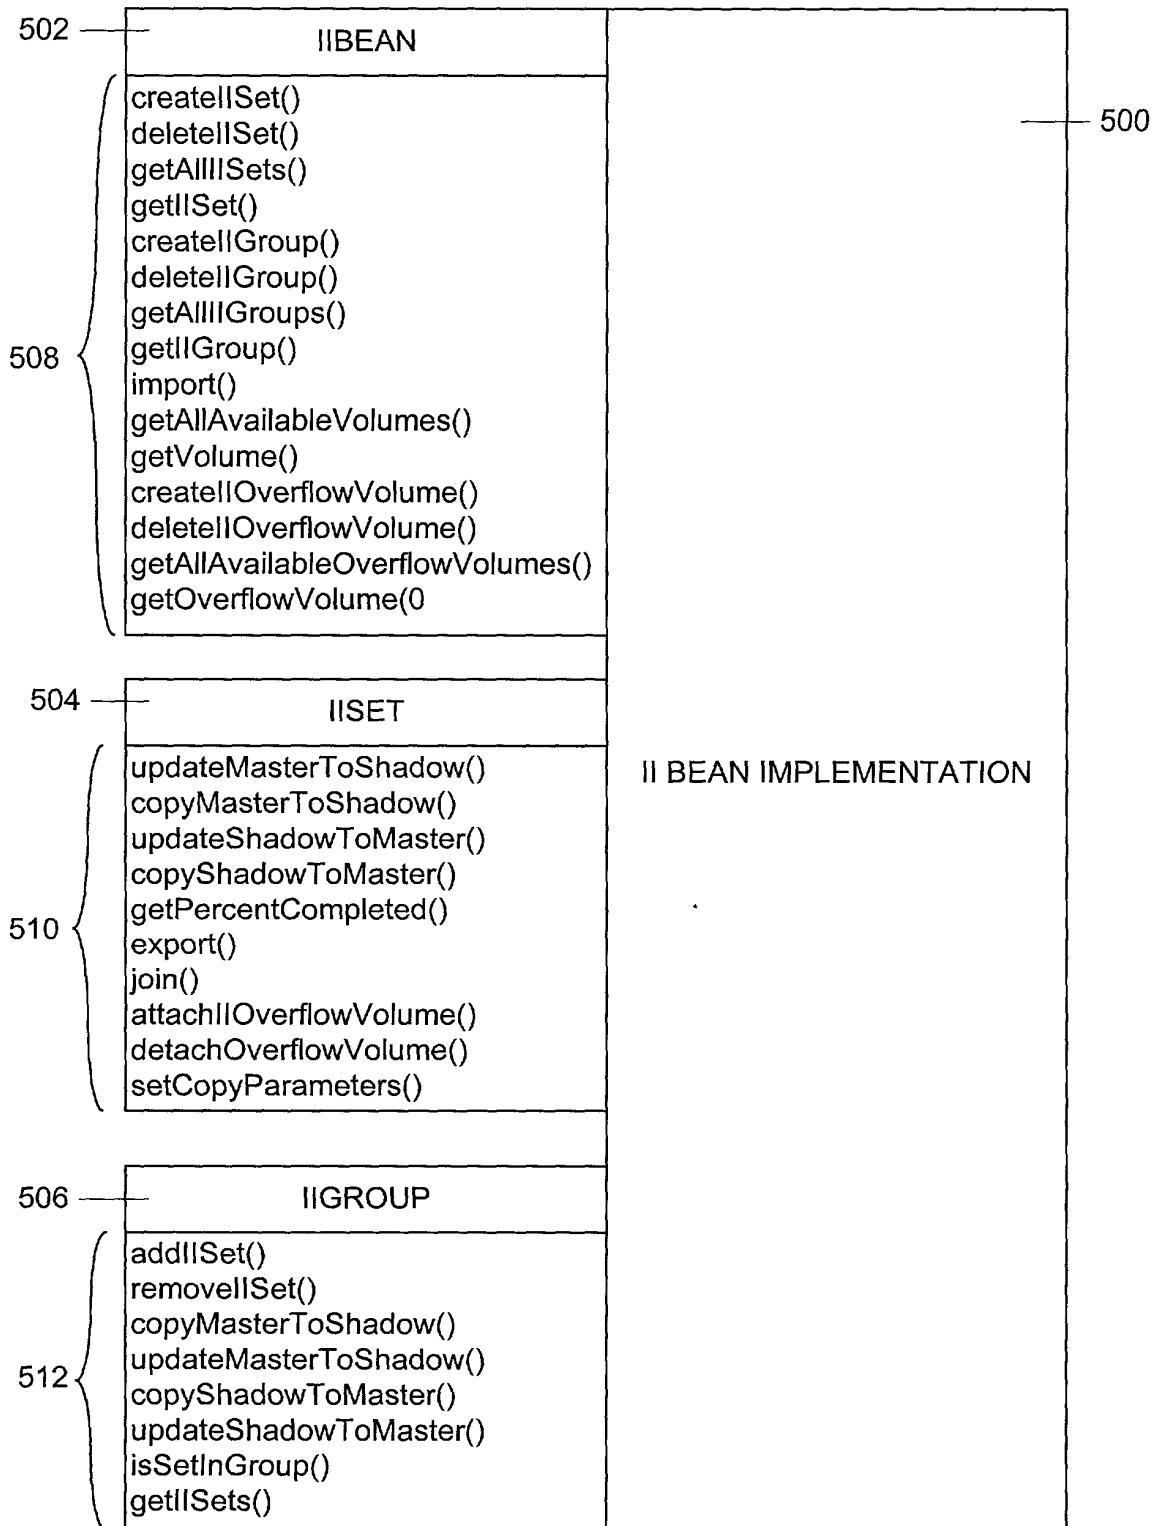 502
IIBEAN
500
createIISet()
deleteIISet()
getAllIISets()
getIISet()
createIIGroup()
deleteIIGroup()
getAllIIGroups()
508
getIIGroup()
import()
getAllAvailableVolumes()
getVolume()
createIIOverflowVolume()
deleteIIOverflowVolume()
getAllAvailableOverflowVolumes()
getOverflowVolume(0
504
IISET
updateMasterToShadow()
II BEAN IMPLEMENTATION
copyMasterToShadow()
updateShadowToMaster()
copyShadowToMaster()
510
getPercentCompleted()
export()
join()
attachIIOverflowVolume()
detachOverflowVolume()
setCopyParameters()
506
IIGROUP
addIISet()
removeIISet()
copyMasterToShadow()
512
updateMasterToShadow()
copyShadowToMaster()
updateShadowToMaster()
isSetInGroup()
getIISets()